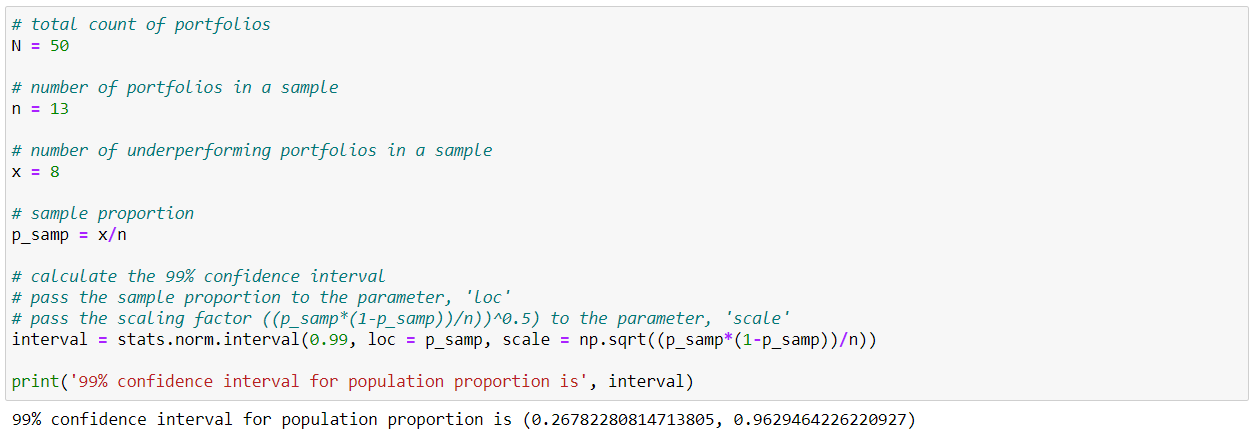 # total count of portfolios
N = 50
# number of portfolios in a sample
n = 13
# number of underperforming portfolios in a sample
x = 8
# sample proportion
p_samp = x/n
# calculate the 99% confidence interval
# pass the sample proportion to the parameter, 'loc'
# pass the scaling factor ((p_samp*(1-p_samp))/n))^0.5) to the parameter, 'scale'
interval = stats.norm.interval(0.99, loc = p_samp, scale = np.sqrt((p_samp*(1-p_samp))/n))
print('99% confidence interval for population proportion is', interval)
99% confidence interval for population proportion is (0.26782280814713805, 0.9629464226220927)